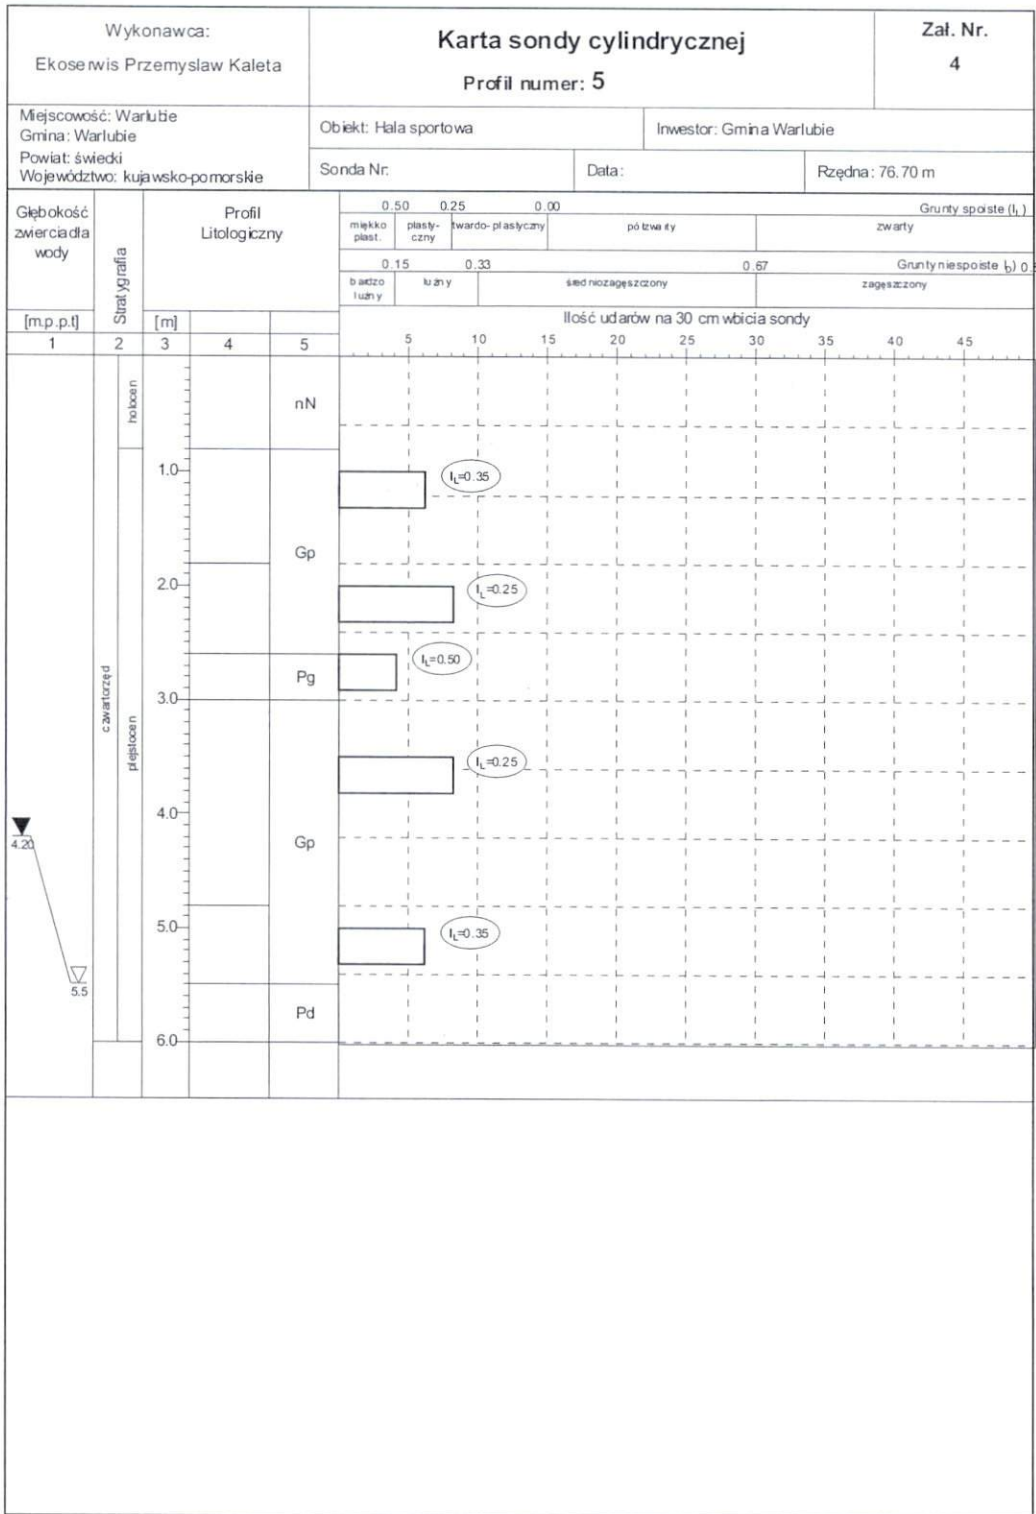 Wykonawca:
Ekoserwis Przemyslaw Kaleta
Karta sondy cylindrycznej
Profil numer: 5
Zał. Nr.
4
Miejscowość: Warlubie
Gmina: Warlubie
Powiat: świecki
Województwo: kujawsko-pomorskie
Obiekt: Hala sportowa
Inwestor: Gmina Warlubie
Sonda Nr:
Data:
Rzędna: 76.70 m
Głębokość
zwierciadła
wody
[m.p.p.t]
Stratygrafia
Profil
Litologiczny
[m]
0.50 0.25 0.00 Grunty spoiste (IL)
miękko
plast.
plasty-
czny
twardo-plastyczny
półzwarty
zwarty
0.15 0.33 0.67 Grunty niespoiste
bardzo
luźny
luźny
średniozagęszczony
zagęszczony
Ilość udarów na 30 cm wbicia sondy
1 2 3 4 5
5 10 15 20 25 30 35 40 45
holocen
nN
1.0
IL=0.35
Gp
2.0
IL=0.25
IL=0.50
Pg
3.0
czwartorzęd
plejstocen
IL=0.25
4.0
4.20
Gp
5.0
IL=0.35
5.5
Pd
6.0